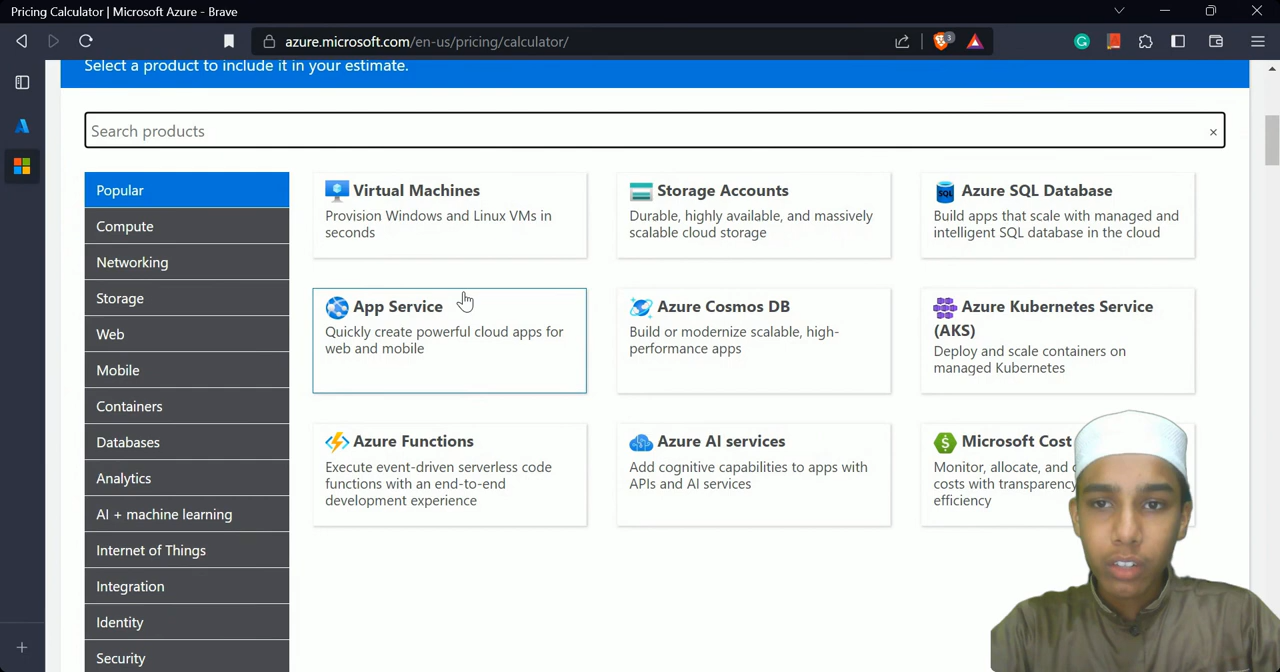 Pricing Calculator | Microsoft Azure - Brave
azure.microsoft.com/en-us/pricing/calculator/
3
Select a product to include it in your estimate.
Search products
Popular
Compute
Networking
Storage
Web
Mobile
Containers
Databases
Analytics
AI + machine learning
Internet of Things
Integration
Identity
Security
Virtual Machines
Provision Windows and Linux VMs in
seconds
Storage Accounts
Durable, highly available, and massively
scalable cloud storage
SQL
Azure SQL Database
Build apps that scale with managed and
intelligent SQL database in the cloud
App Service
Quickly create powerful cloud apps for
web and mobile
Azure Cosmos DB
Build or modernize scalable, high-
performance apps
Azure Kubernetes Service
(AKS)
Deploy and scale containers on
managed Kubernetes
Azure Functions
Execute event-driven serverless code
functions with an end-to-end
development experience
Azure AI services
Add cognitive capabilities to apps with
APIs and AI services
Microsoft Cost
Monitor, allocate, and
costs with transparency
efficiency